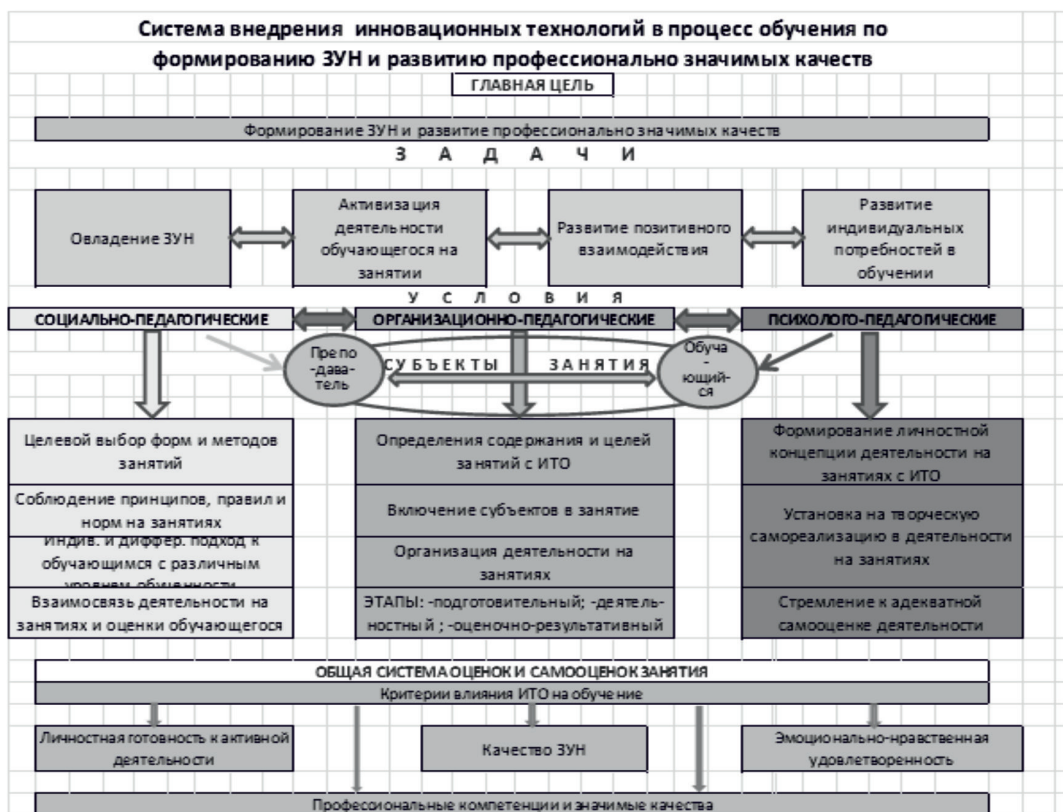 Система внедрения инновационных технологий в процесс обучения по
формированию ЗУН и развитию профессионально значимых качеств
ГЛАВНАЯ ЦЕЛЬ
Формирование ЗУН и развитие профессионально значимых качеств
З А Д А Ч И
Овладение ЗУН
Активизация
деятельности
обучающегося на
занятии
Развитие позитивного
взаимодействия
Развитие
индивидуальных
потребностей в
обучении
У С Л О В И Я
СОЦИАЛЬНО-ПЕДАГОГИЧЕСКИЕ
ОРГАНИЗАЦИОННО-ПЕДАГОГИЧЕСКИЕ
ПСИХОЛОГО-ПЕДАГОГИЧЕСКИЕ
Препо
-дава-
тель
СУБЪЕКТЫ ЗАНЯТИЯ
Обуча
-
ющий-
ся
Целевой выбор форм и методов
занятий
Соблюдение принципов, правил и
норм на занятиях
Индив. и диффер. подход к
обучающимся с различным
уровнем обученности
Взаимосвязь деятельности на
занятиях и оценки обучающегося
Определения содержания и целей
занятий с ИТО
Включение субъектов в занятие
Организация деятельности на
занятиях
ЭТАПЫ: -подготовительный; -деятель-
ностный ; -оценочно-результативный
Формирование личностной
концепции деятельности на
занятиях с ИТО
Установка на творческую
самореализацию в деятельности
на занятиях
Стремление к адекватной
самооценке деятельности
ОБЩАЯ СИСТЕМА ОЦЕНОК И САМООЦЕНОК ЗАНЯТИЯ
Критерии влияния ИТО на обучение
Личностная готовность к активной
деятельности
Качество ЗУН
Эмоционально-нравственная
удовлетворенность
Профессиональные компетенции и значимые качества